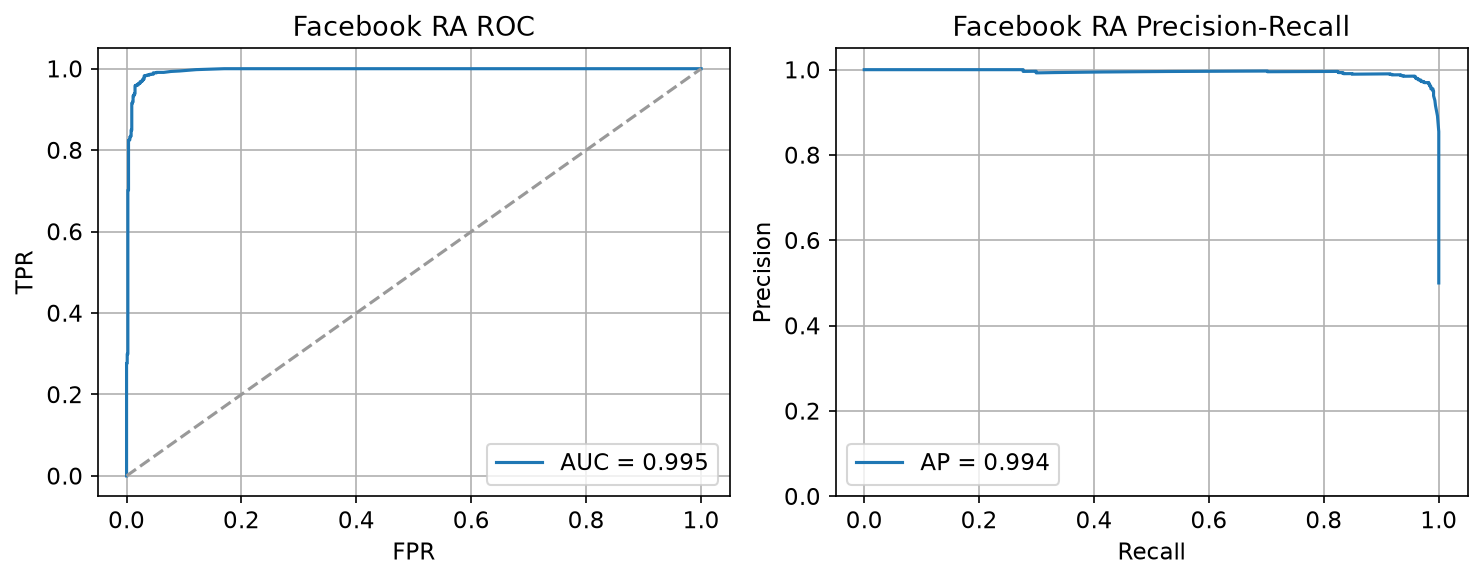 Facebook RA ROC
1.0
0.8
0.6
0.4
0.2
0.0
TPR
0.0 0.2 0.4 0.6 0.8 1.0
FPR
AUC = 0.995
Facebook RA Precision-Recall
1.0
0.8
0.6
0.4
0.2
0.0
Precision
0.0 0.2 0.4 0.6 0.8 1.0
Recall
AP = 0.994